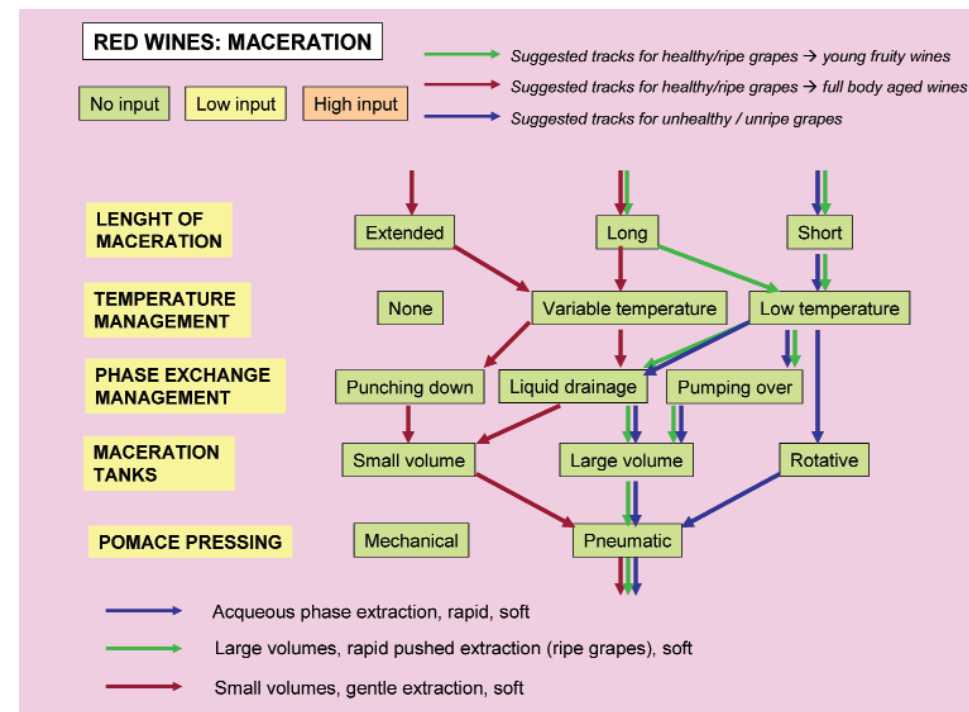 RED WINES: MACERATION
Suggested tracks for healthy/ripe grapes → young fruity wines
Suggested tracks for healthy/ripe grapes → full body aged wines
No input
Low input
High input
Suggested tracks for unhealthy / unripe grapes
LENGHT OF
MACERATION
Extended
Long
Short
TEMPERATURE
MANAGEMENT
None
Variable temperature
Low temperature
PHASE EXCHANGE
MANAGEMENT
Punching down
Liquid drainage
Pumping over
MACERATION
TANKS
Small volume
Large volume
Rotative
POMACE PRESSING
Mechanical
Pneumatic
Acqueous phase extraction, rapid, soft
Large volumes, rapid pushed extraction (ripe grapes), soft
Small volumes, gentle extraction, soft